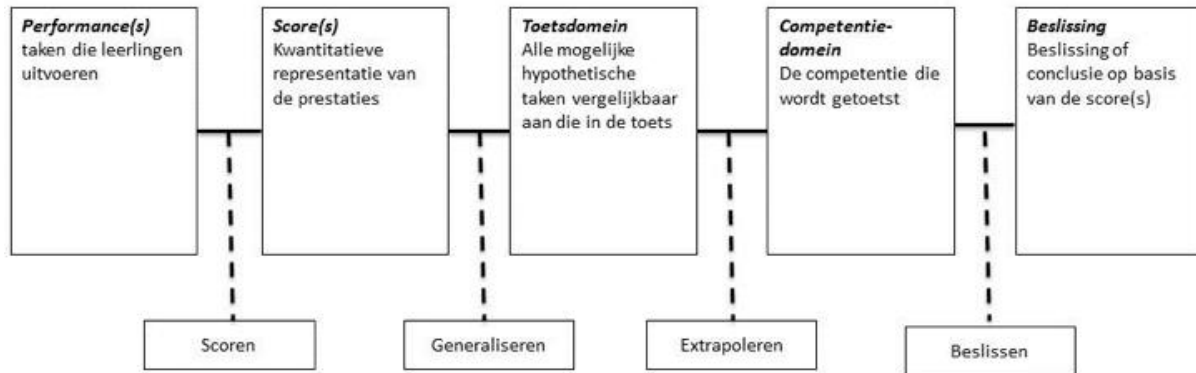 Performance(s)
taken die leerlingen
uitvoeren
Score(s)
Kwantitatieve
representatie van
de prestaties
Toetsdomein
Alle mogelijke
hypothetische
taken vergelijkbaar
aan die in de toets
Competentie-
domein
De competentie die
wordt getoetst
Beslissing
Beslissing of
conclusie op basis
van de score(s)
Scoren
Generaliseren
Extrapoleren
Beslissen